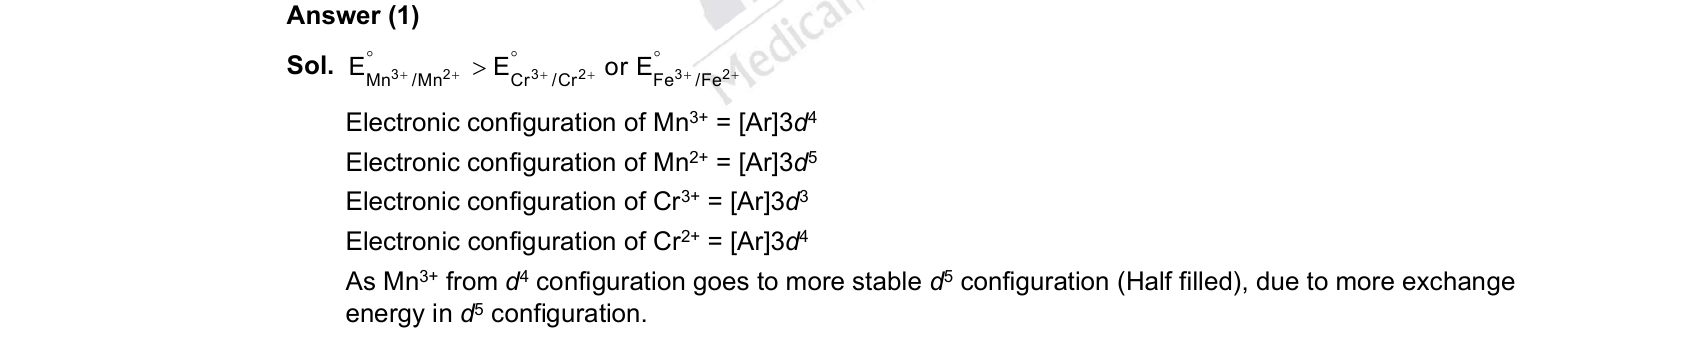 Answer (1)
Sol. E°Mn³⁺/Mn²⁺ > E°Cr³⁺/Cr²⁺ or E°Fe³⁺/Fe²⁺
Electronic configuration of Mn³⁺ = [Ar]3d⁴
Electronic configuration of Mn²⁺ = [Ar]3d⁵
Electronic configuration of Cr³⁺ = [Ar]3d³
Electronic configuration of Cr²⁺ = [Ar]3d⁴
As Mn³⁺ from d⁴ configuration goes to more stable d⁵ configuration (Half filled), due to more exchange
energy in d⁵ configuration.